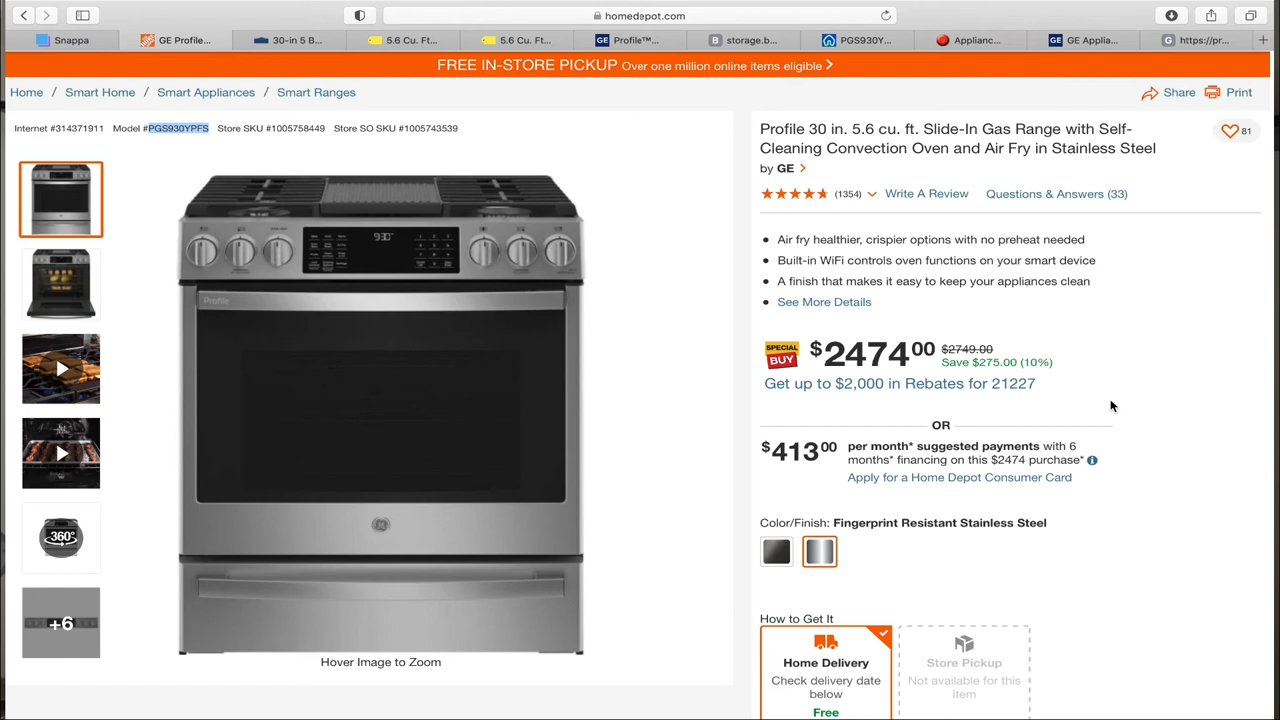 homedepot.com
Snappa
GE Profile...
30-in 5 B...
5.6 Cu. Ft...
5.6 Cu. Ft...
GE Profile™...
B storage.b...
PGS930Y...
Applianc...
GE GE Applia...
G https://pr...
FREE IN-STORE PICKUP Over one million online items eligible
Home / Smart Home / Smart Appliances / Smart Ranges
Share Print
Internet #314371911 Model #PGS930YPFS Store SKU #1005758449 Store SO SKU #1005743539
Profile 30 in. 5.6 cu. ft. Slide-In Gas Range with Self-
Cleaning Convection Oven and Air Fry in Stainless Steel
81
by GE
(1354) Write A Review Questions & Answers (33)
Air fry healthier, crispier options with no preheat needed
Built-in WiFi controls oven functions on your smart device
A finish that makes it easy to keep your appliances clean
See More Details
SPECIAL
BUY
$247400 $2749.00
Save $275.00 (10%)
Get up to $2,000 in Rebates for 21227
OR
$41300 per month* suggested payments with 6
months* financing on this $2474 purchase*
Apply for a Home Depot Consumer Card
Color/Finish: Fingerprint Resistant Stainless Steel
How to Get It
Home Delivery
Check delivery date
below
Free
Store Pickup
Not available for this
item
930
Profile
360°
+6
Hover Image to Zoom